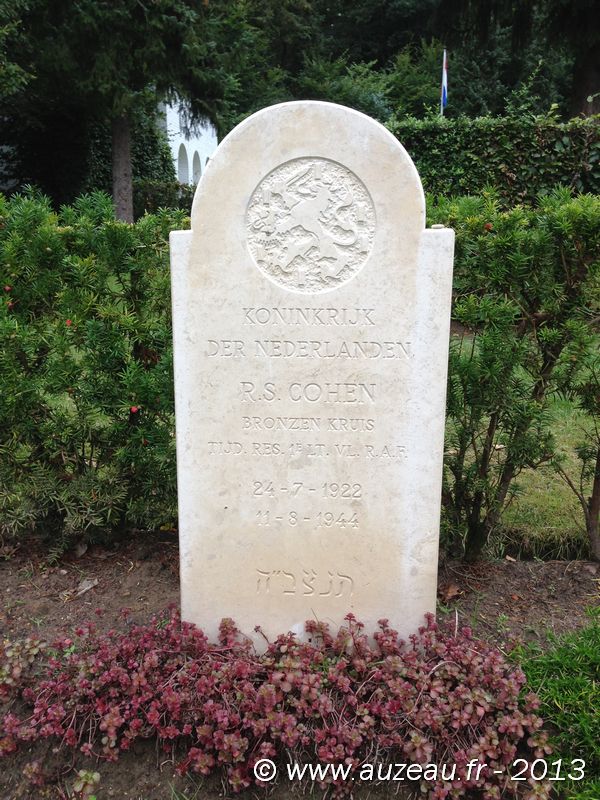 KONINKRIJK
DER NEDERLANDEN
R.S. COHEN
BRONZEN KRUIS
TIJD. RES. 1E LT. VL. R.A.F.
24-7-1922
11-8-1944
תנצב״ה
© www.auzeau.fr - 2013 ©